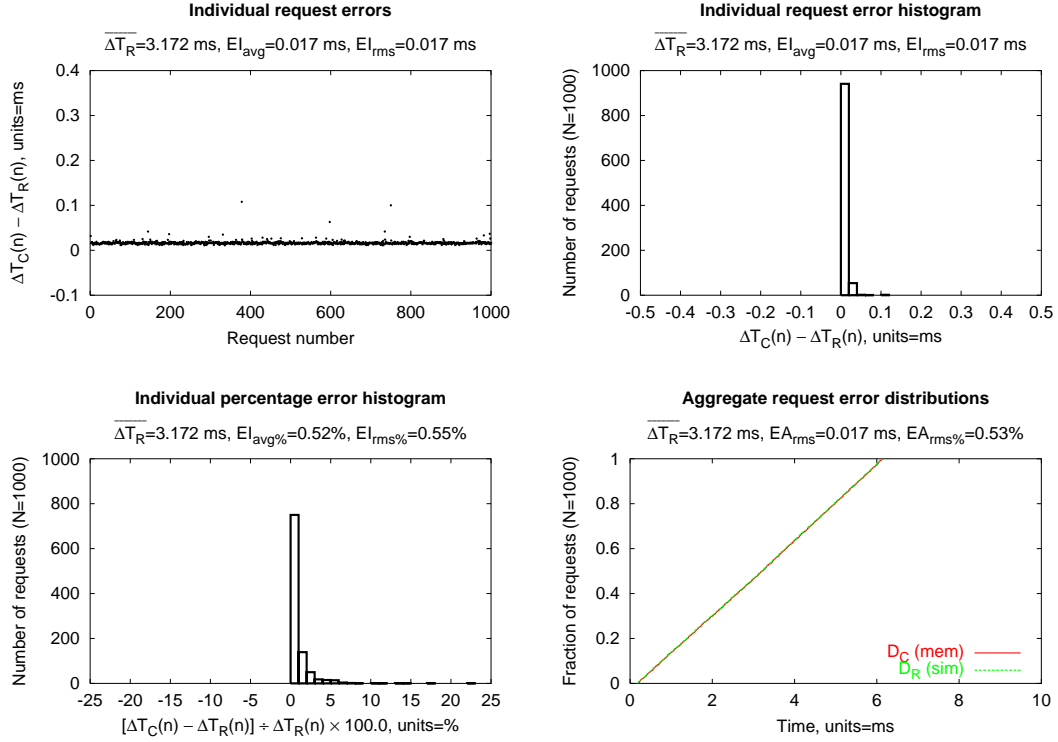 Individual request errors
ΔT_R=3.172 ms, EI_avg=0.017 ms, EI_rms=0.017 ms
ΔT_C(n) − ΔT_R(n), units=ms
0.4
0.3
0.2
0.1
0
-0.1
0 200 400 600 800 1000
Request number
Individual request error histogram
ΔT_R=3.172 ms, EI_avg=0.017 ms, EI_rms=0.017 ms
Number of requests (N=1000)
1000
800
600
400
200
0
-0.5 -0.4 -0.3 -0.2 -0.1 0 0.1 0.2 0.3 0.4 0.5
ΔT_C(n) − ΔT_R(n), units=ms
Individual percentage error histogram
ΔT_R=3.172 ms, EI_avg%=0.52%, EI_rms%=0.55%
Number of requests (N=1000)
1000
800
600
400
200
0
-25 -20 -15 -10 -5 0 5 10 15 20 25
[ΔT_C(n) − ΔT_R(n)] ÷ ΔT_R(n) × 100.0, units=%
Aggregate request error distributions
ΔT_R=3.172 ms, EA_rms=0.017 ms, EA_rms%=0.53%
Fraction of requests (N=1000)
1
0.8
0.6
0.4
0.2
0
D_C (mem)
D_R (sim)
0 2 4 6 8 10
Time, units=ms